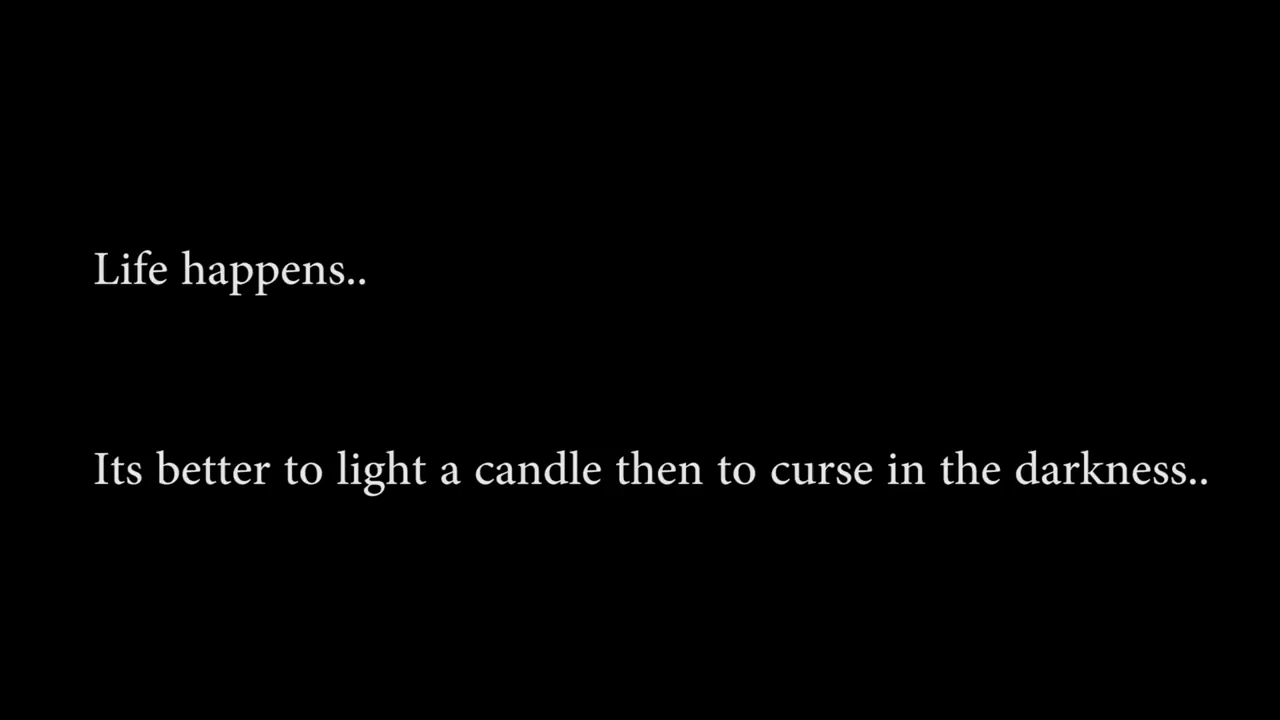 Life happens..
Its better to light a candle then to curse in the darkness..